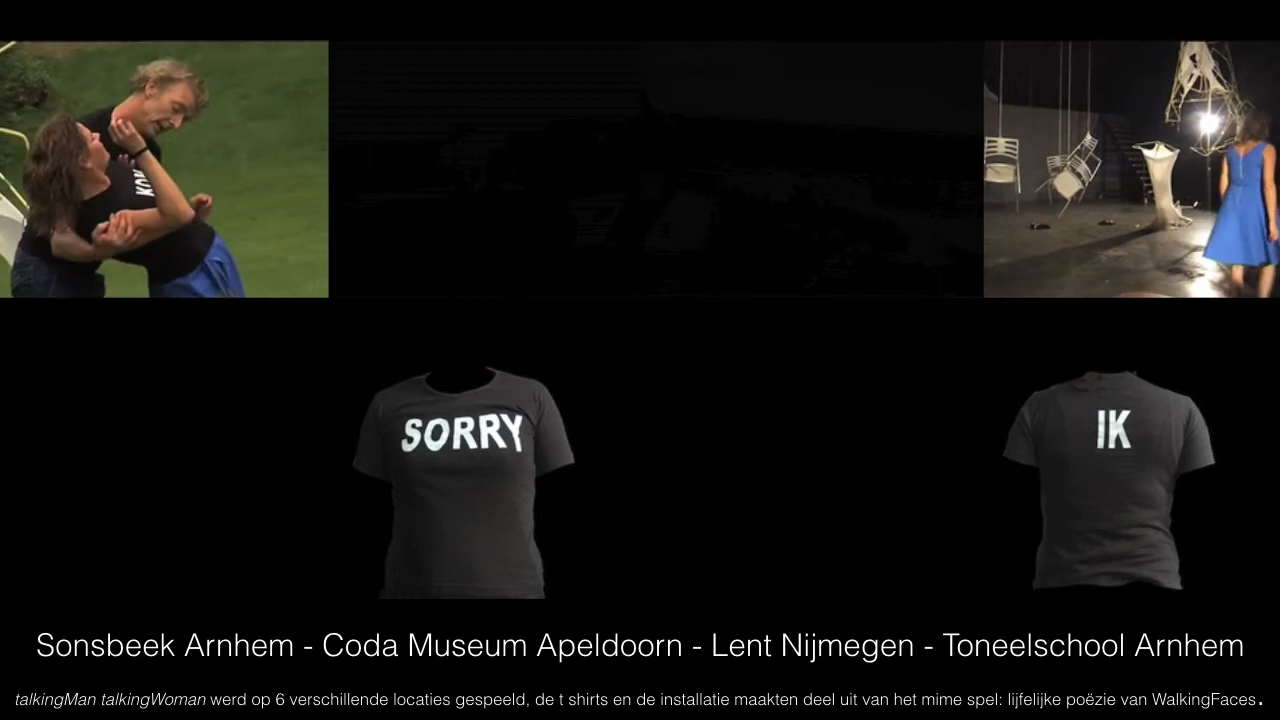 KOM
SORRY
IK
Sonsbeek Arnhem - Coda Museum Apeldoorn - Lent Nijmegen - Toneelschool Arnhem
talkingMan talkingWoman werd op 6 verschillende locaties gespeeld, de t shirts en de installatie maakten deel uit van het mime spel: lijfelijke poëzie van WalkingFaces.